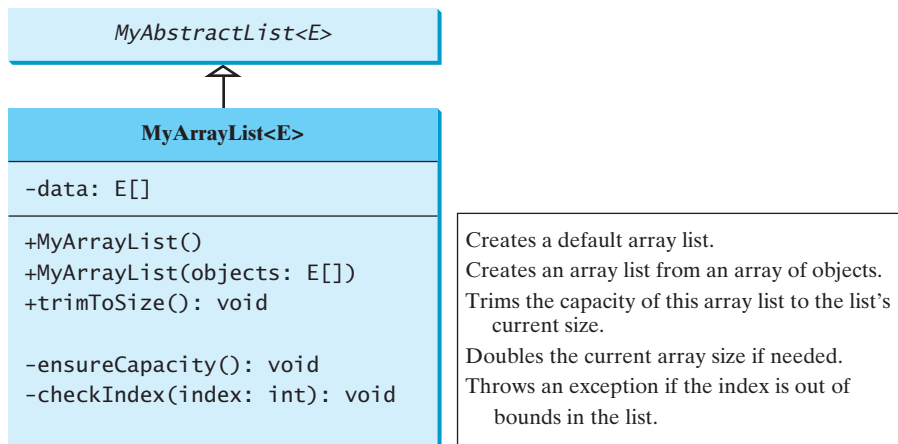 MyAbstractList<E>
MyArrayList<E>
-data: E[]
+MyArrayList()
+MyArrayList(objects: E[])
+trimToSize(): void
-ensureCapacity(): void
-checkIndex(index: int): void
Creates a default array list.
Creates an array list from an array of objects.
Trims the capacity of this array list to the list's
current size.
Doubles the current array size if needed.
Throws an exception if the index is out of
bounds in the list.